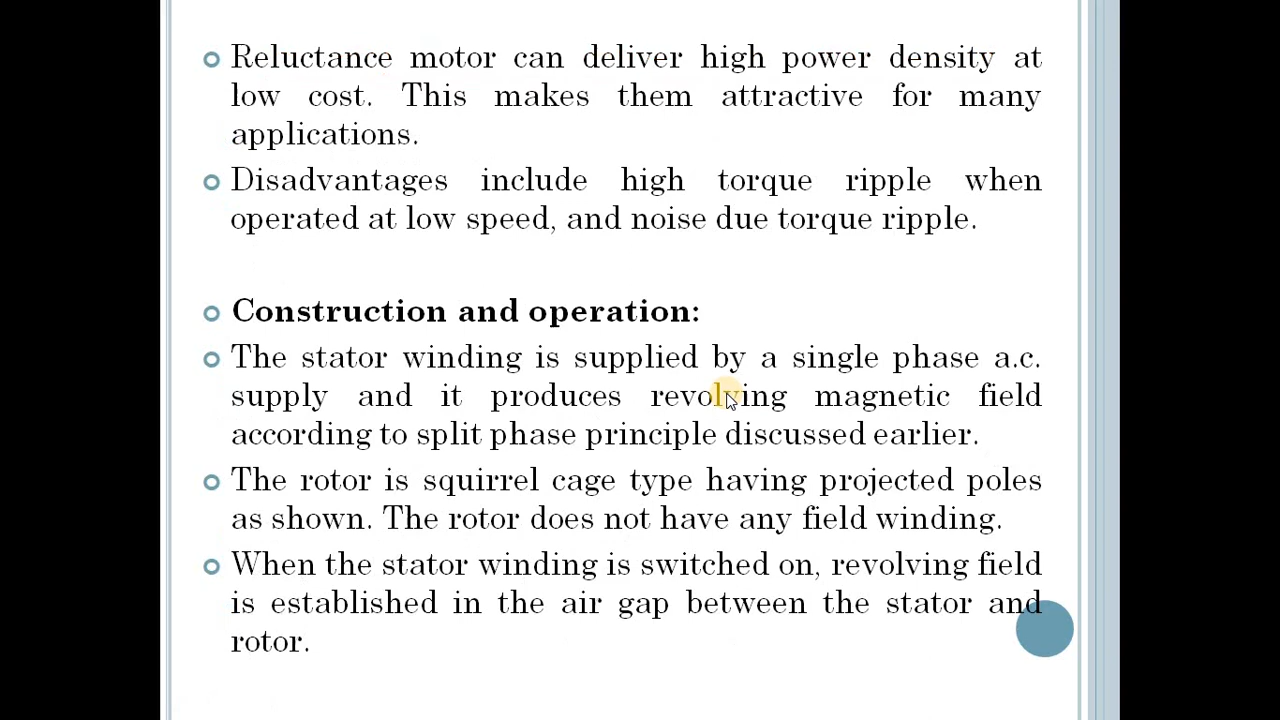 Reluctance motor can deliver high power density at
low cost. This makes them attractive for many
applications.
Disadvantages include high torque ripple when
operated at low speed, and noise due torque ripple.
Construction and operation:
The stator winding is supplied by a single phase a.c.
supply and it produces revolving magnetic field
according to split phase principle discussed earlier.
The rotor is squirrel cage type having projected poles
as shown. The rotor does not have any field winding.
When the stator winding is switched on, revolving field
is established in the air gap between the stator and
rotor.